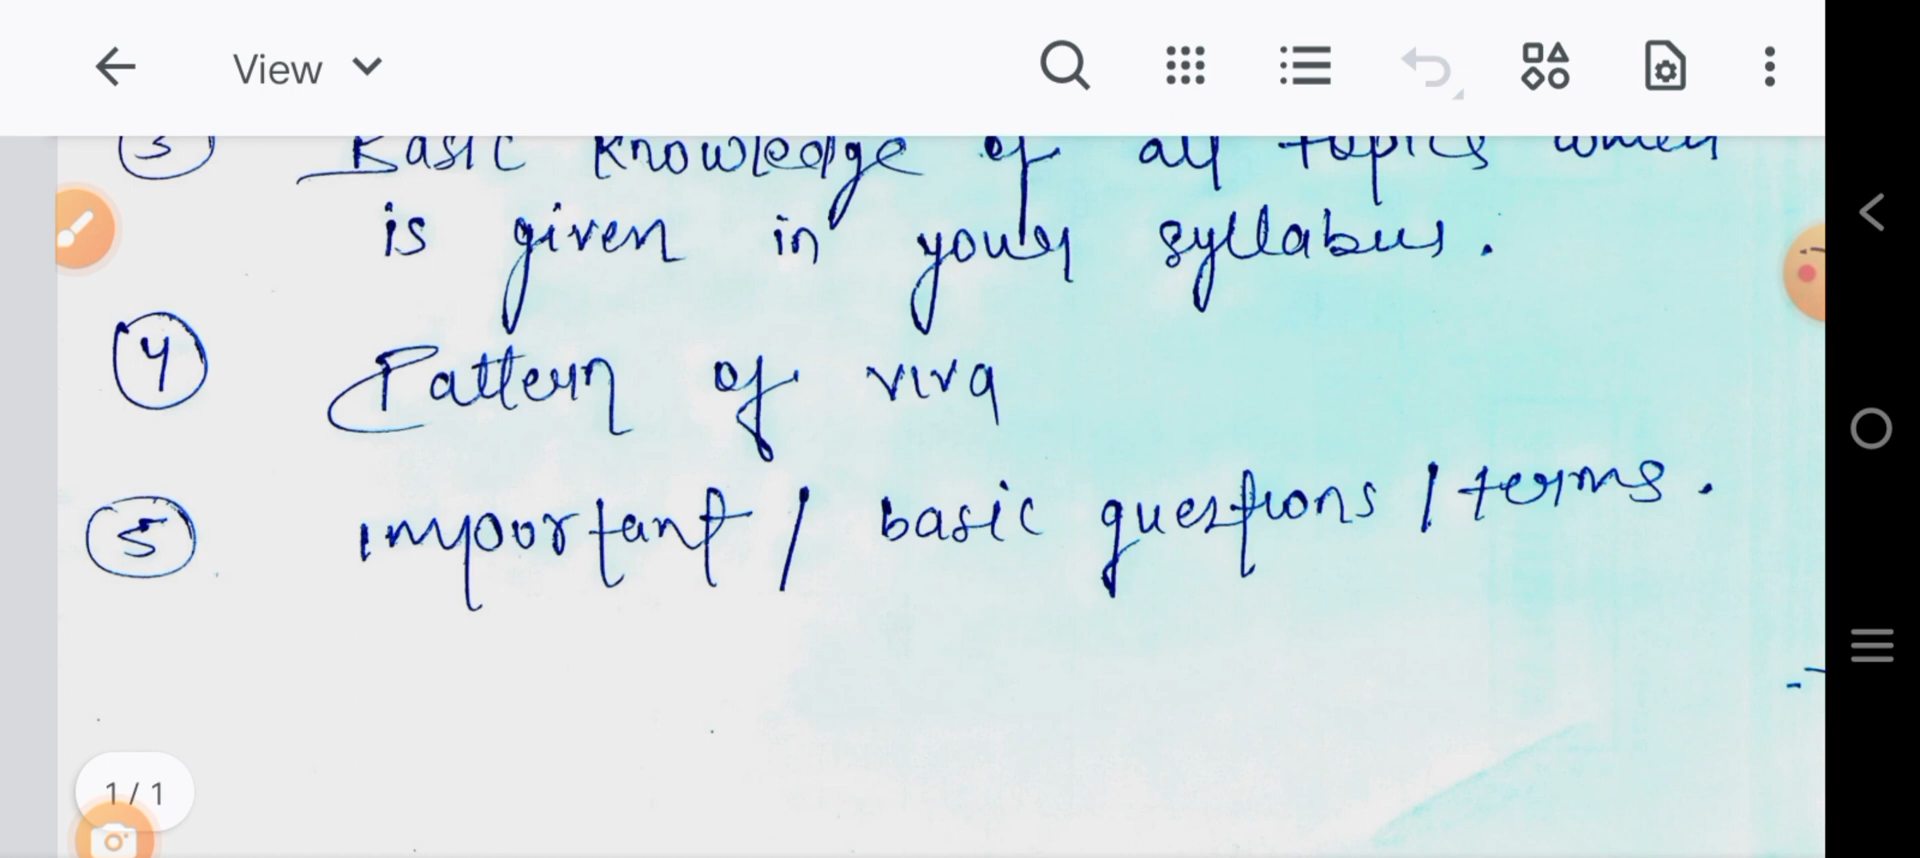 View
3 Basic knowledge of all topics which
is given in your syllabus.
4 Pattern of viva
5 important / basic questions / terms.
1 / 1